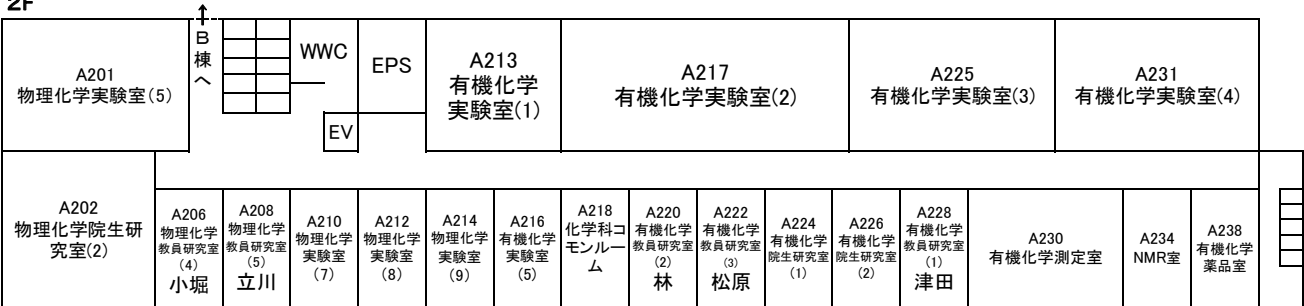 2F
B
棟
へ
A201
物理化学実験室(5)
WWC
EPS
EV
A213
有機化学
実験室(1)
A217
有機化学実験室(2)
A225
有機化学実験室(3)
A231
有機化学実験室(4)
A202
物理化学院生研
究室(2)
A206
物理化学
教員研究室
(4)
小堀
A208
物理化学
教員研究室
(5)
立川
A210
物理化学
実験室
(7)
A212
物理化学
実験室
(8)
A214
物理化学
実験室
(9)
A216
有機化学
実験室
(5)
A218
化学科コ
モンルー
ム
A220
有機化学
教員研究室
(2)
林
A222
有機化学
教員研究室
(3)
松原
A224
有機化学
院生研究室
(1)
A226
有機化学
院生研究室
(2)
A228
有機化学
教員研究室
(1)
津田
A230
有機化学測定室
A234
NMR室
A238
有機化学
薬品室